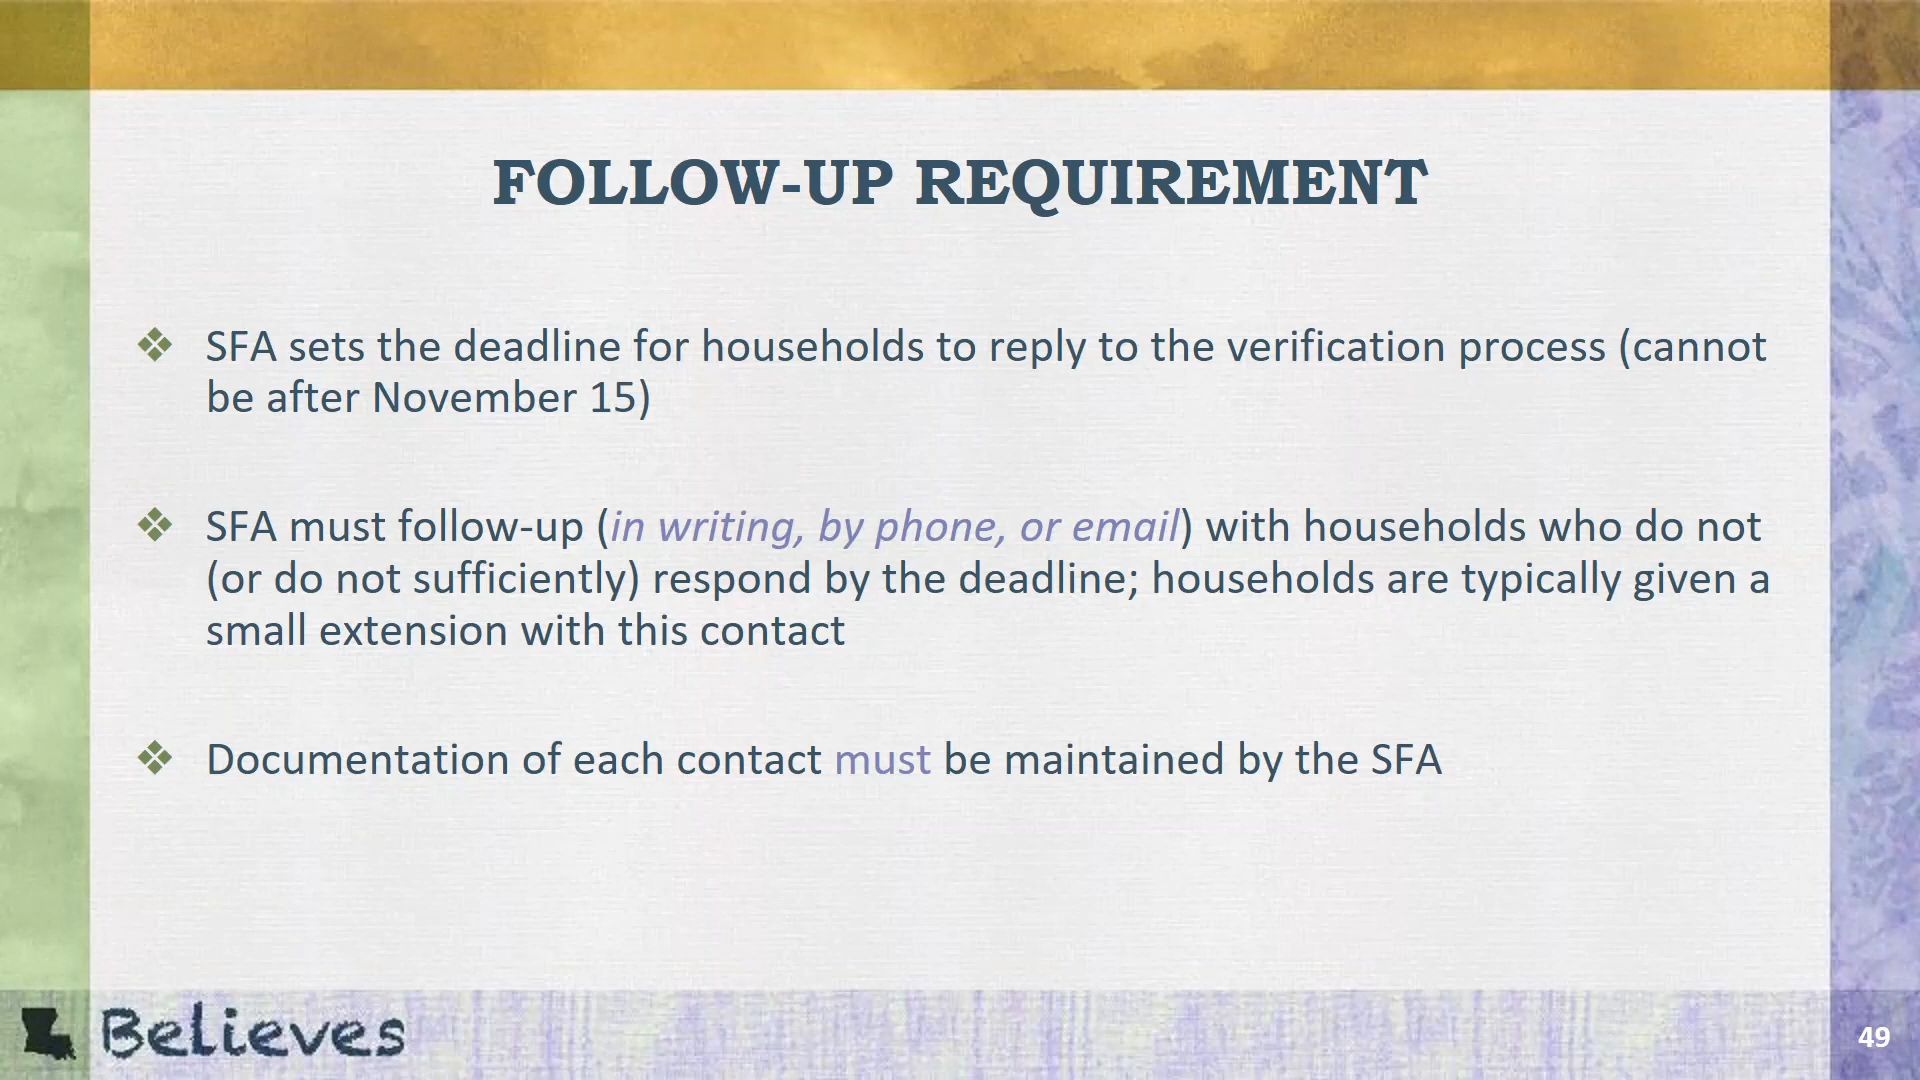 FOLLOW-UP REQUIREMENT
SFA sets the deadline for households to reply to the verification process (cannot
be after November 15)
SFA must follow-up (in writing, by phone, or email) with households who do not
(or do not sufficiently) respond by the deadline; households are typically given a
small extension with this contact
Documentation of each contact must be maintained by the SFA
Believes
49